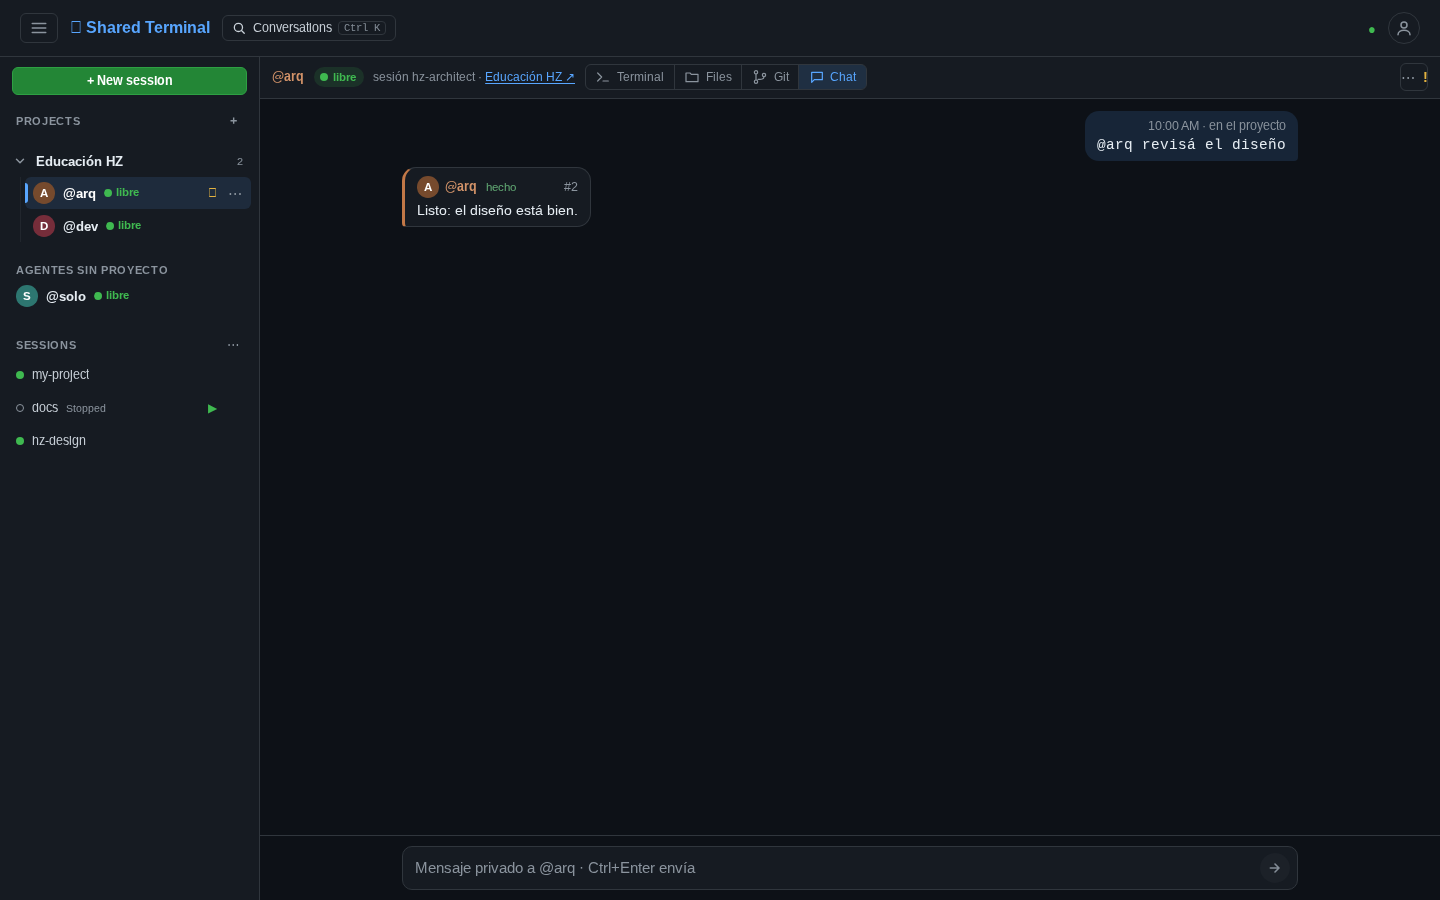 Shared Terminal
Conversations Ctrl K
+ New session
PROJECTS +
Educación HZ 2
A @arq libre ···
D @dev libre
AGENTES SIN PROYECTO
S @solo libre
SESSIONS ···
my-project
docs Stopped
hz-design
@arq libre sesión hz-architect · Educación HZ ↗ Terminal Files Git Chat ··· !
10:00 AM · en el proyecto
@arq revisá el diseño
A @arq hecho #2
Listo: el diseño está bien.
Mensaje privado a @arq · Ctrl+Enter envía